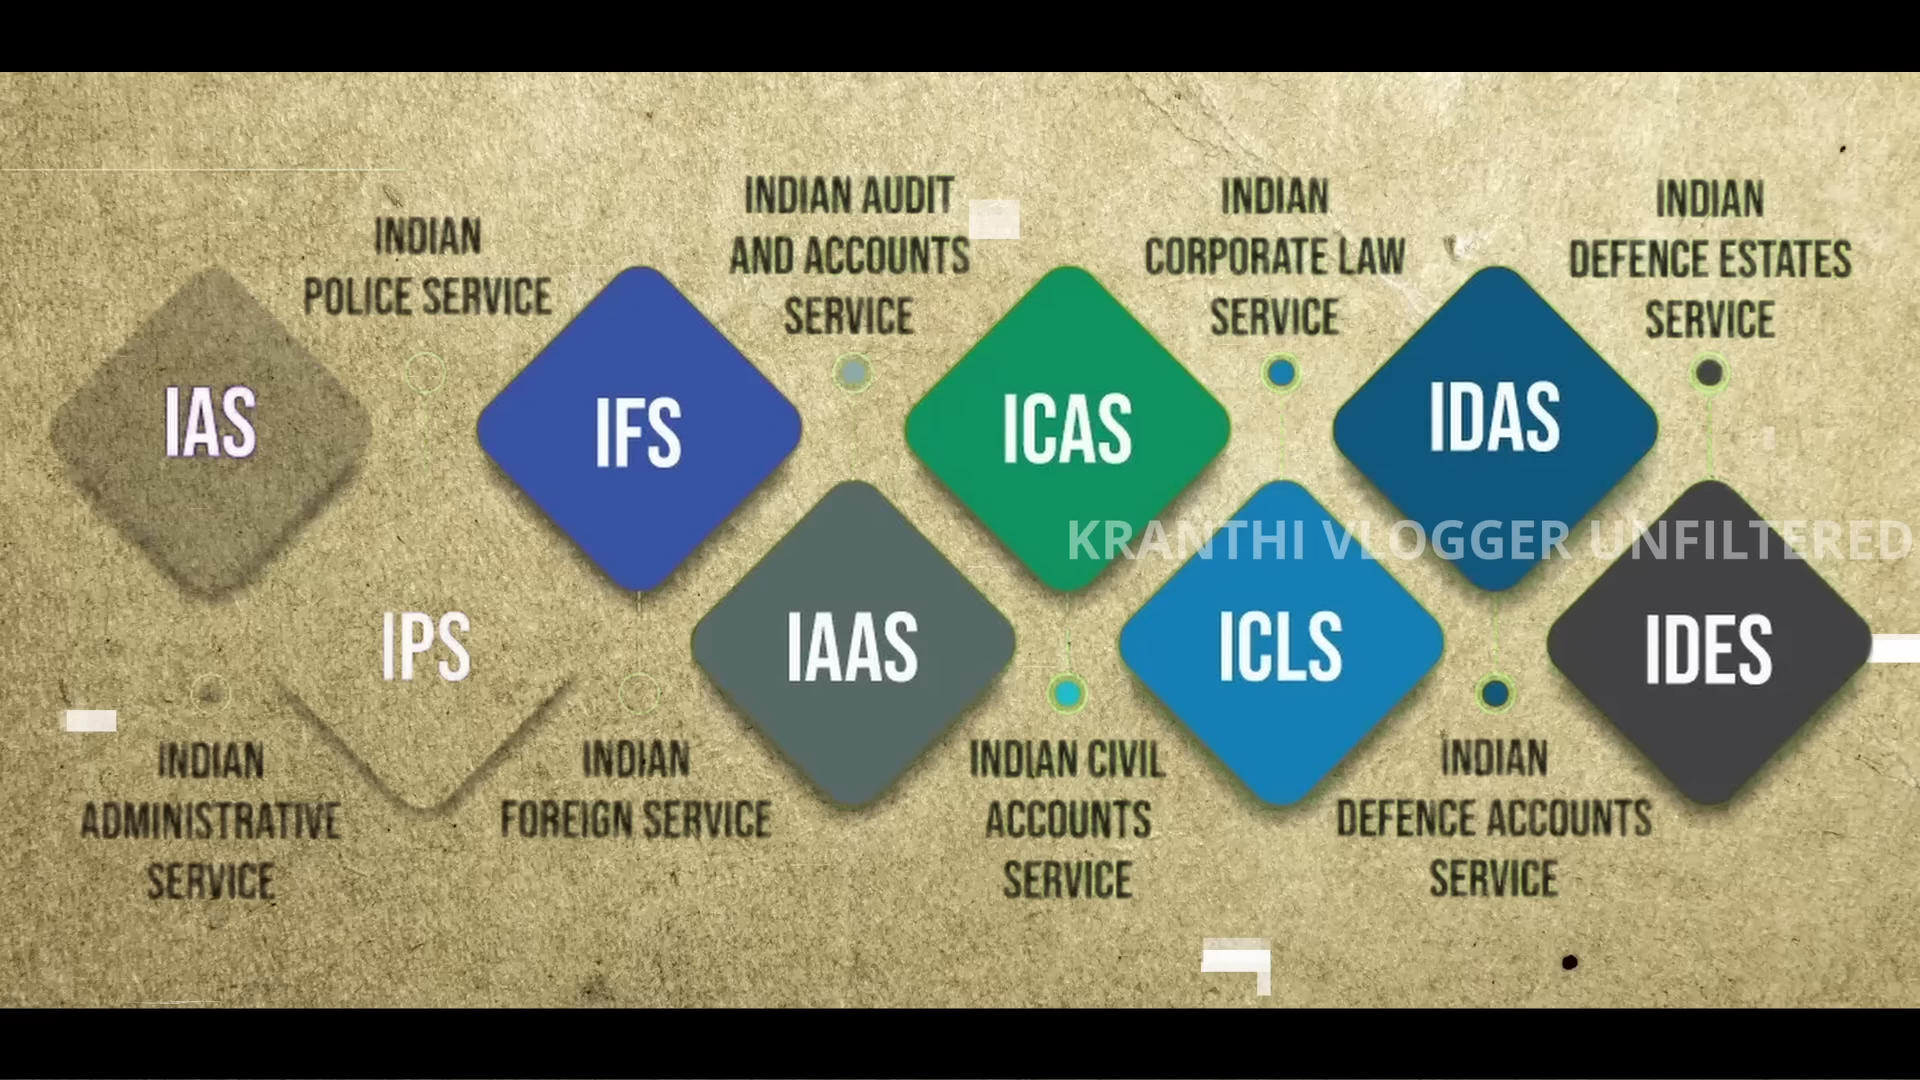 IAS
INDIAN
ADMINISTRATIVE
SERVICE
INDIAN
POLICE SERVICE
IPS
IFS
INDIAN
FOREIGN SERVICE
INDIAN AUDIT
AND ACCOUNTS
SERVICE
IAAS
ICAS
INDIAN CIVIL
ACCOUNTS
SERVICE
INDIAN
CORPORATE LAW
SERVICE
ICLS
IDAS
INDIAN
DEFENCE ACCOUNTS
SERVICE
INDIAN
DEFENCE ESTATES
SERVICE
IDES
KRANTHI VLOGGER UNFILTERED